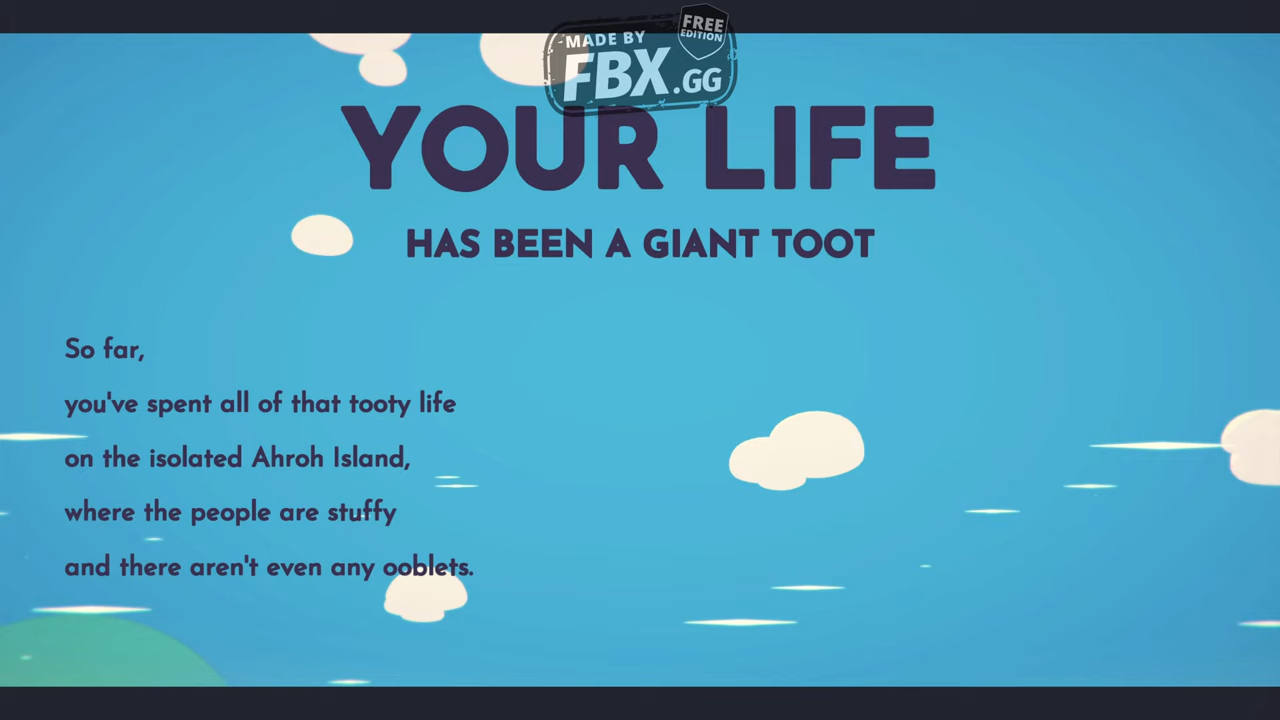 MADE BY
FREE
EDITION
FBX.GG
YOUR LIFE
HAS BEEN A GIANT TOOT
So far,
you've spent all of that tooty life
on the isolated Ahroh Island,
where the people are stuffy
and there aren't even any ooblets.